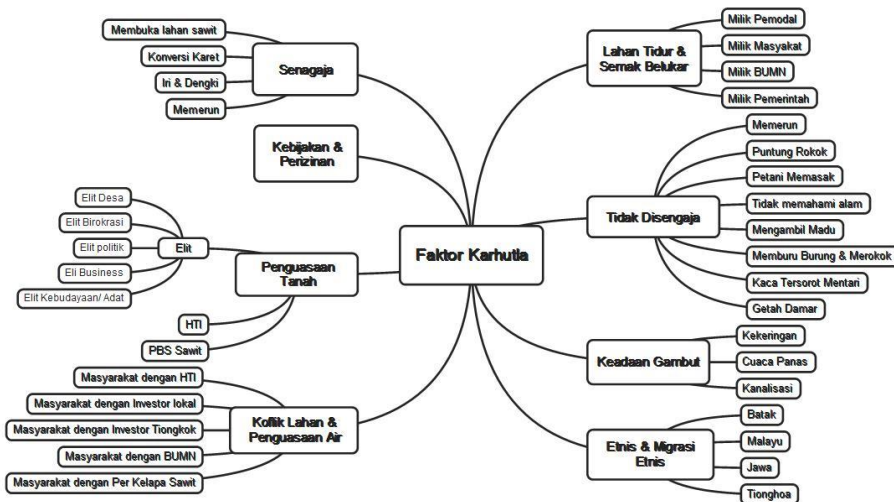 Faktor Karhutla
Senagaja
Membuka lahan sawit
Konversi Karet
Iri & Dengki
Memerun
Kebijakan &
Perizinan
Penguasaan
Tanah
Elit
Elit Desa
Elit Birokrasi
Elit politik
Eli Business
Elit Kebudayaan/ Adat
HTI
PBS Sawit
Koflik Lahan &
Penguasaan Air
Masyarakat dengan HTI
Masyarakat dengan Investor lokal
Masyarakat dengan Investor Tiongkok
Masyarakat dengan BUMN
Masyarakat dengan Per Kelapa Sawit
Lahan Tidur &
Semak Belukar
Milik Pemodal
Milik Masyakat
Milik BUMN
Milik Pemerintah
Tidak Disengaja
Memerun
Puntung Rokok
Petani Memasak
Tidak memahami alam
Mengambil Madu
Memburu Burung & Merokok
Kaca Tersorot Mentari
Getah Damar
Keadaan Gambut
Kekeringan
Cuaca Panas
Kanalisasi
Etnis & Migrasi
Etnis
Batak
Malayu
Jawa
Tionghoa